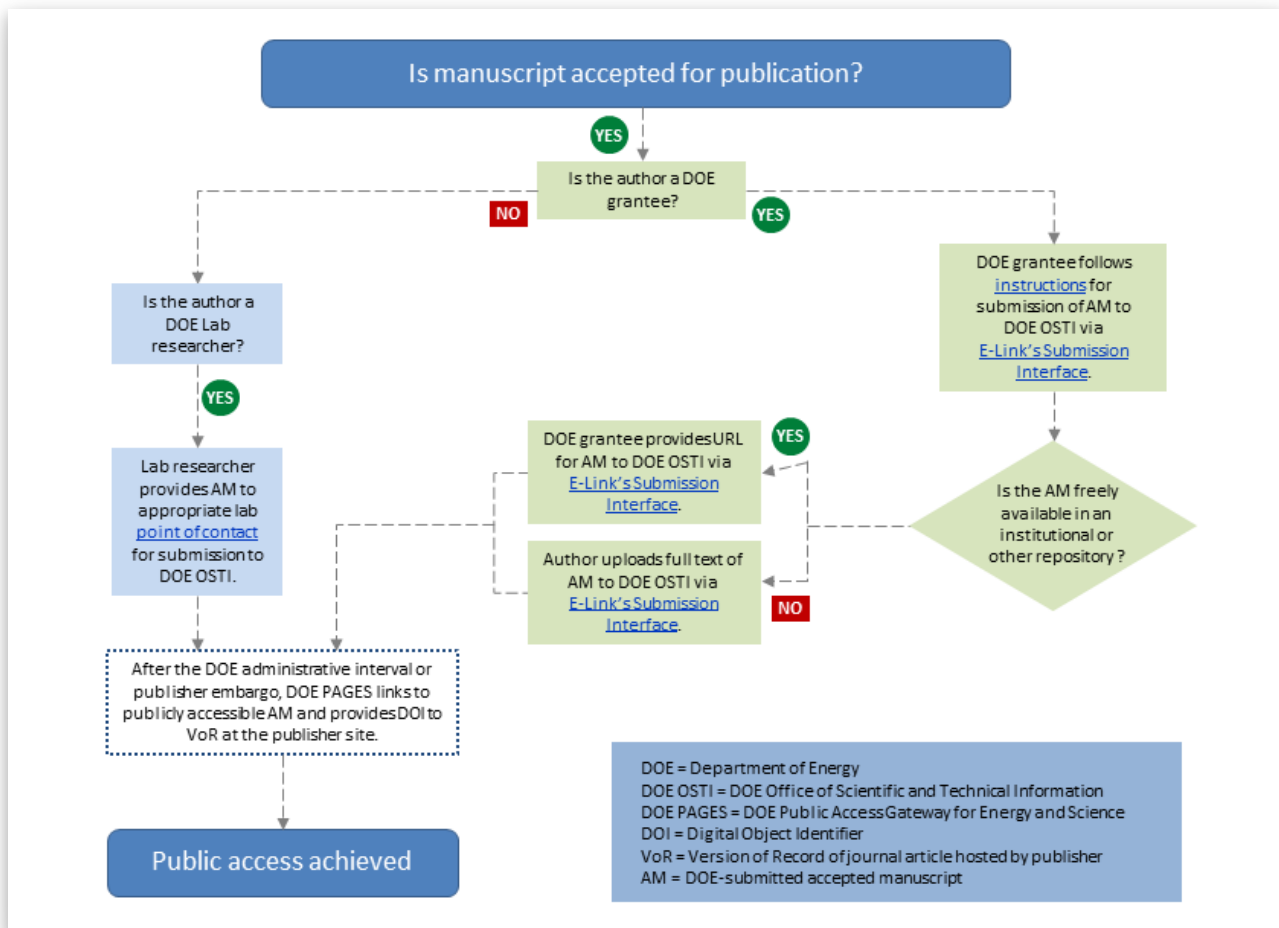 Is manuscript accepted for publication?
YES
Is the author a DOE
grantee?
NO
YES
Is the author a
DOE Lab
researcher?
YES
Lab researcher
provides AM to
appropriate lab
point of contact
for submission to
DOE OSTI.
DOE grantee follows
instructions for
submission of AM to
DOE OSTI via
E-Link's Submission
Interface.
Is the AM freely
available in an
institutional or
other repository?
YES
DOE grantee provides URL
for AM to DOE OSTI via
E-Link's Submission
Interface.
NO
Author uploads full text of
AM to DOE OSTI via
E-Link's Submission
Interface.
After the DOE administrative interval or
publisher embargo, DOE PAGES links to
publicly accessible AM and provides DOI to
VoR at the publisher site.
Public access achieved
DOE = Department of Energy
DOE OSTI = DOE Office of Scientific and Technical Information
DOE PAGES = DOE Public Access Gateway for Energy and Science
DOI = Digital Object Identifier
VoR = Version of Record of journal article hosted by publisher
AM = DOE-submitted accepted manuscript